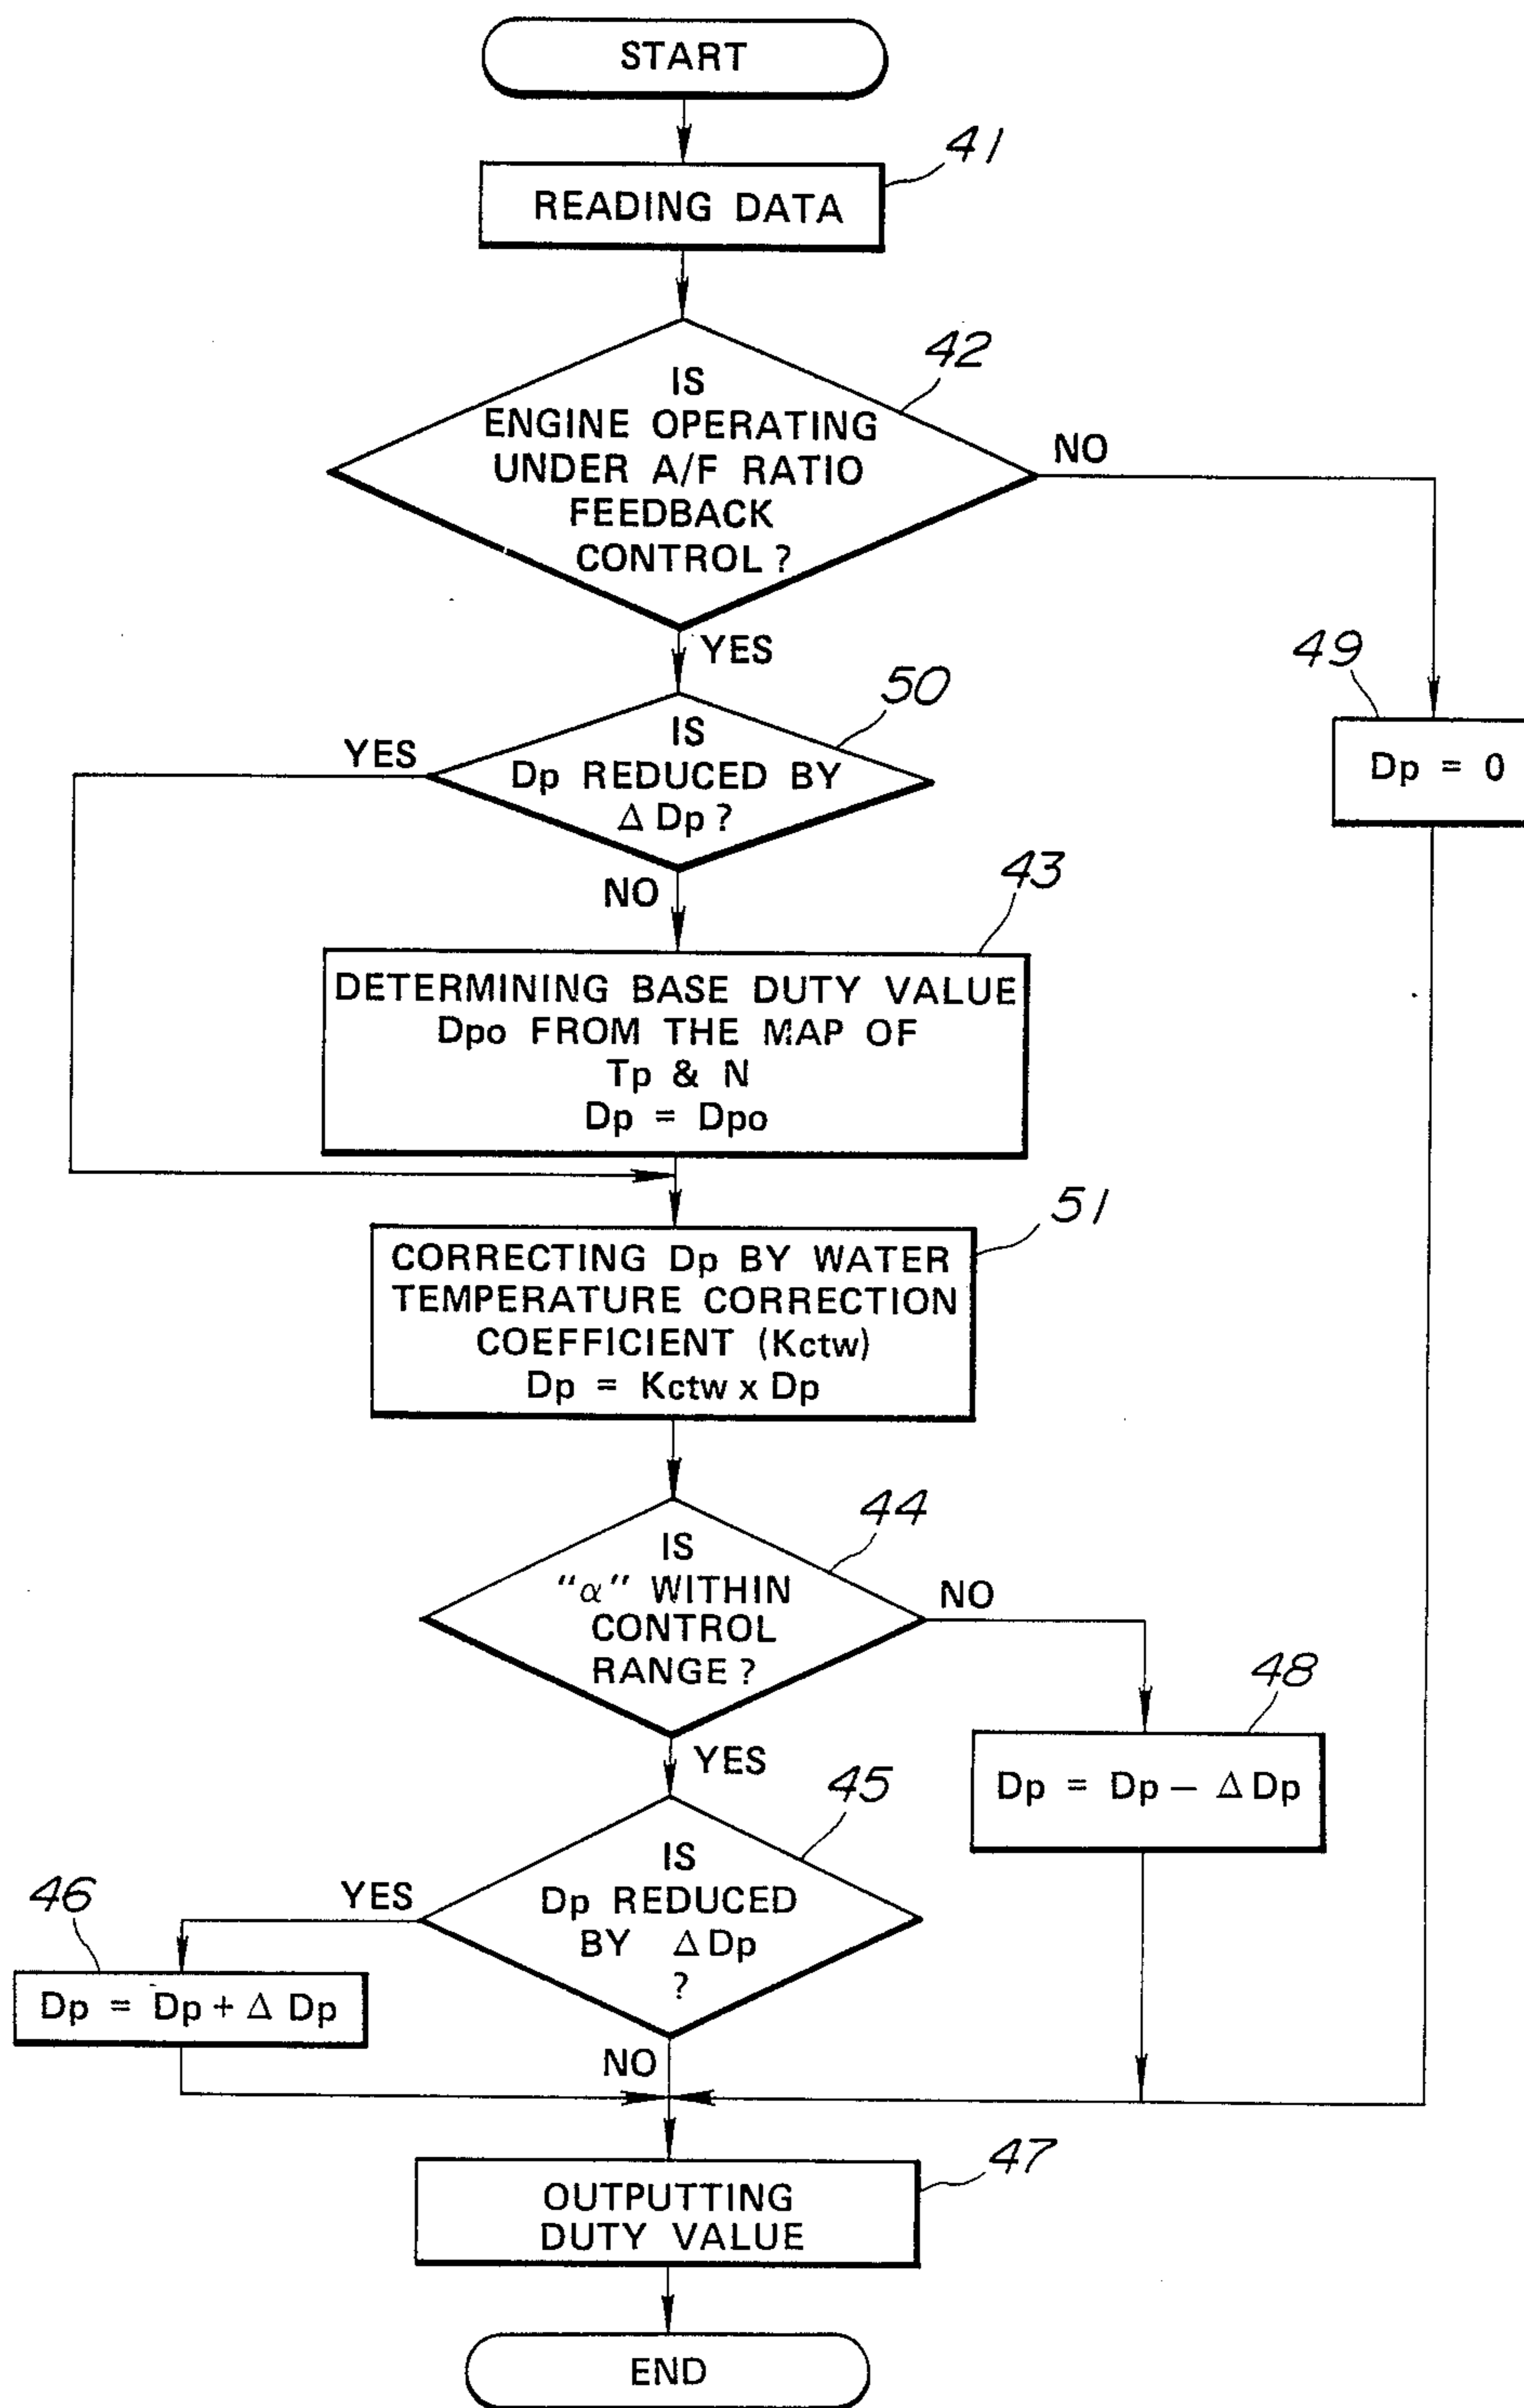 START
41
READING DATA
42
IS
ENGINE OPERATING
UNDER A/F RATIO
FEEDBACK
CONTROL ?
NO
YES
49
Dp = 0
50
IS
Dp REDUCED BY
Δ Dp ?
YES
NO
43
DETERMINING BASE DUTY VALUE
Dpo FROM THE MAP OF
Tp & N
Dp = Dpo
51
CORRECTING Dp BY WATER
TEMPERATURE CORRECTION
COEFFICIENT (Kctw)
Dp = Kctw x Dp
44
IS
"α" WITHIN
CONTROL
RANGE ?
NO
YES
48
Dp = Dp − Δ Dp
45
IS
Dp REDUCED
BY Δ Dp
?
YES
46
Dp = Dp + Δ Dp
NO
47
OUTPUTTING
DUTY VALUE
END